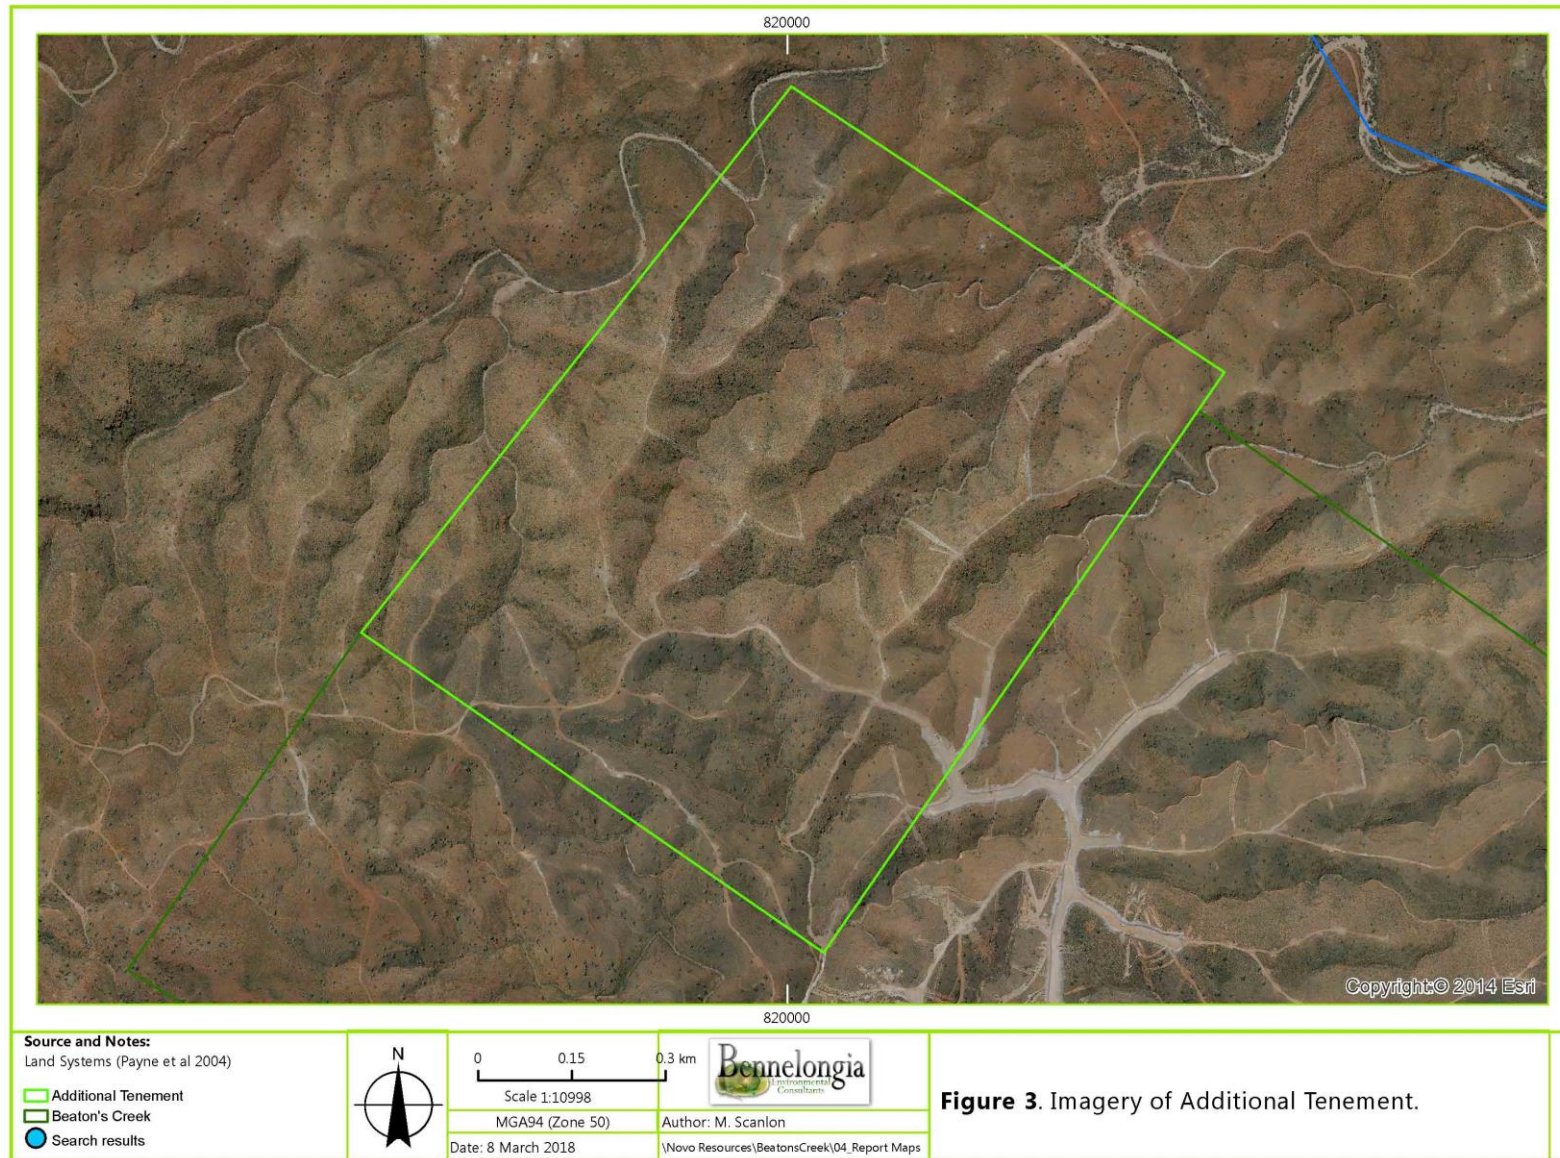 820000
Copyright:© 2014 Esri
820000
Source and Notes:
Land Systems (Payne et al 2004)
Additional Tenement
Beaton's Creek
Search results
N
0 0.15 0.3 km
Scale 1:10998
MGA94 (Zone 50)
Date: 8 March 2018
Bennelongia
Environmental
Consultants
Author: M. Scanlon
\Novo Resources\BeatonsCreek\04_Report Maps
Figure 3. Imagery of Additional Tenement.